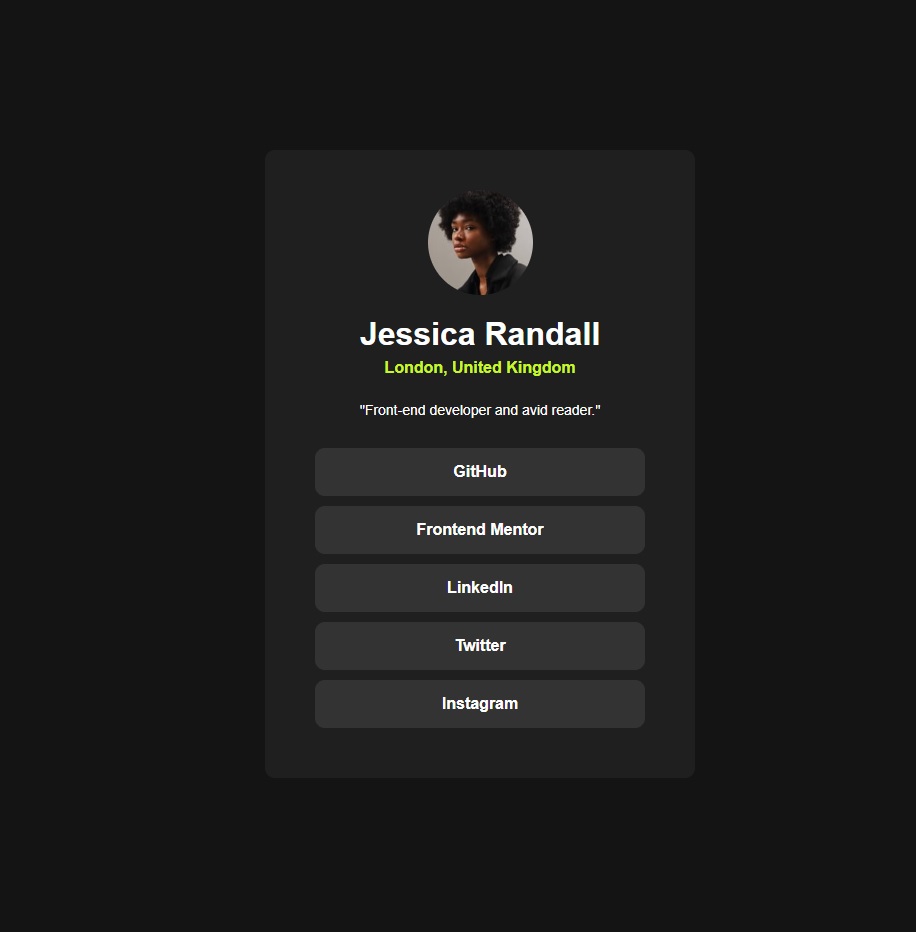 Jessica Randall
London, United Kingdom
"Front-end developer and avid reader."
GitHub
Frontend Mentor
LinkedIn
Twitter
Instagram